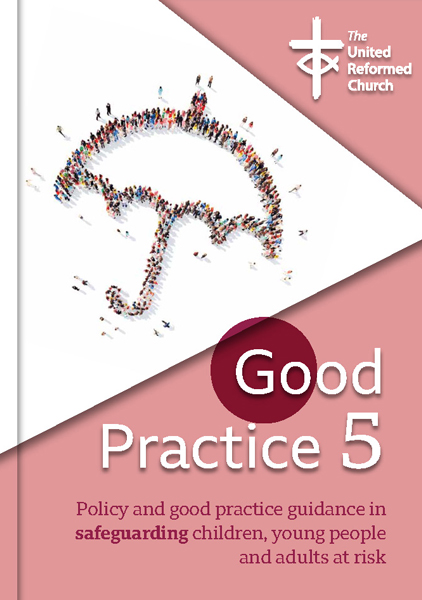 The
United
Reformed
Church
Good
Practice 5
Policy and good practice guidance in
safeguarding children, young people
and adults at risk